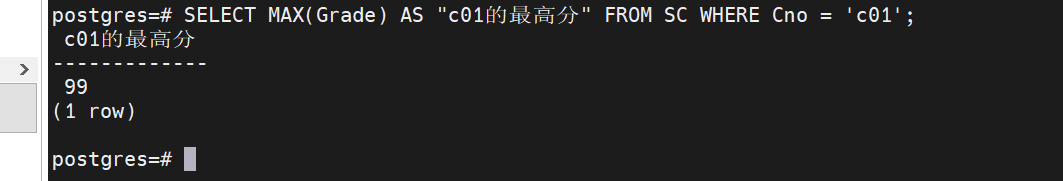 postgres=# SELECT MAX(Grade) AS "c01的最高分" FROM SC WHERE Cno = 'c01';
 c01的最高分
-------------
 99
(1 row)
postgres=#